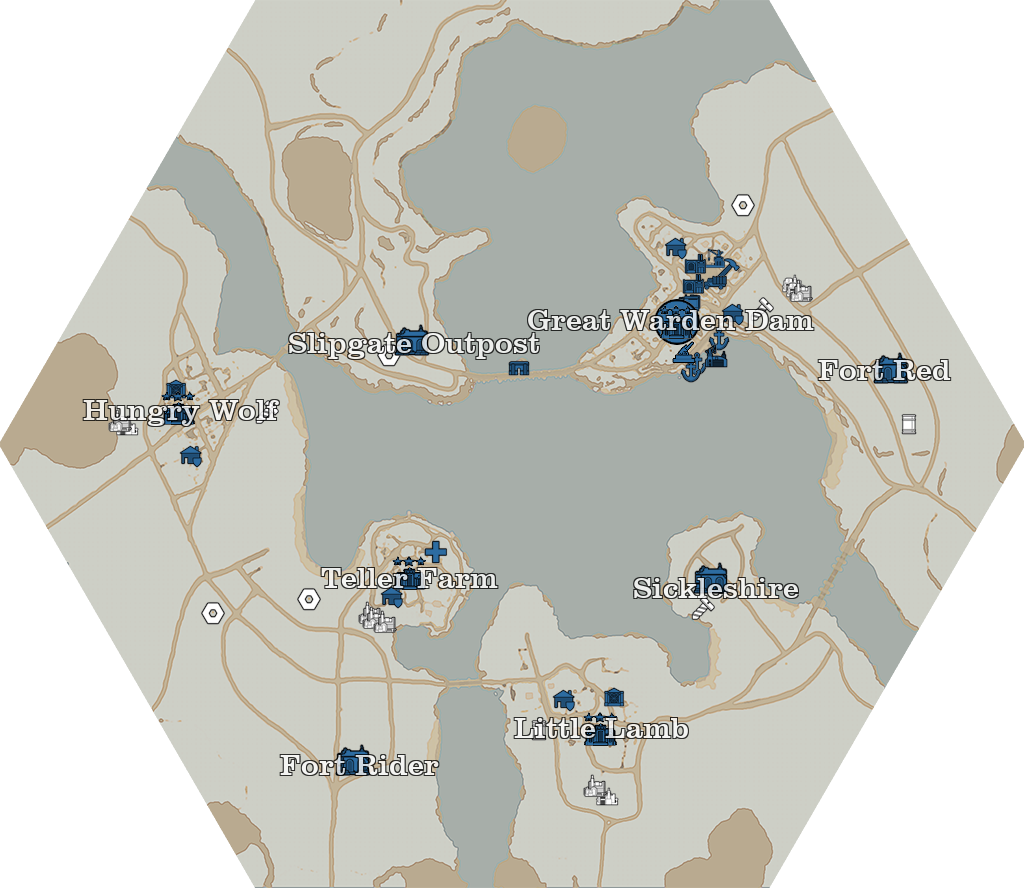 Great Warden Dam
Slipgate Outpost
Fort Red
Hungry Wolf
Teller Farm
Sickleshire
Little Lamb
Fort Rider